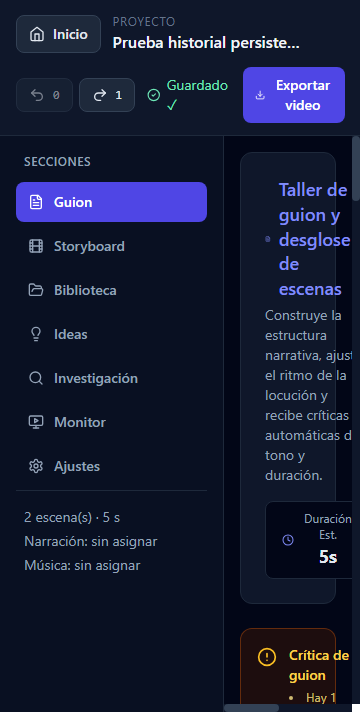 Inicio
PROYECTO
Prueba historial persiste...
0
1
Guardado
✓
Exportar
video
SECCIONES
Guion
Storyboard
Biblioteca
Ideas
Investigación
Monitor
Ajustes
2 escena(s) · 5 s
Narración: sin asignar
Música: sin asignar
Taller de
guion y
desglose
de
escenas
Construye la
estructura
narrativa, ajust
el ritmo de la
locución y
recibe críticas
automáticas d
tono y
duración.
Duración
Est.
5s
Crítica de
guion
• Hay 1